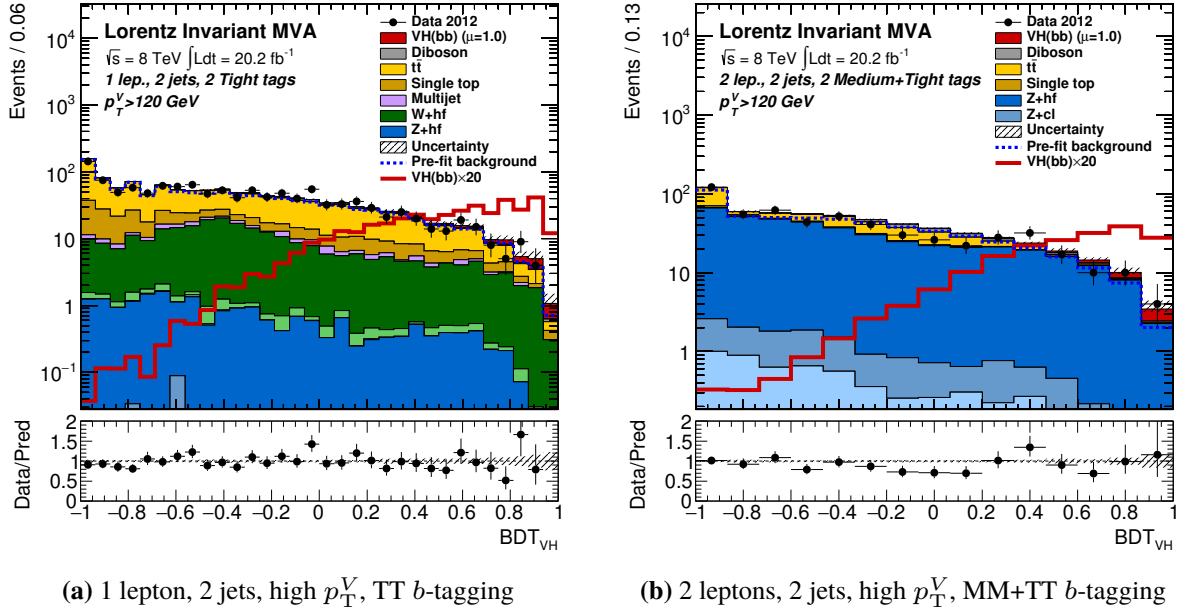 Events / 0.06
10⁴
10³
10²
10
1
10⁻¹
Lorentz Invariant MVA
√s = 8 TeV ∫Ldt = 20.2 fb⁻¹
1 lep., 2 jets, 2 Tight tags
p_T^V>120 GeV
Data 2012
VH(bb) (μ=1.0)
Diboson
tt̄
Single top
Multijet
W+hf
Z+hf
Uncertainty
Pre-fit background
VH(bb)×20
Data/Pred
2
1.5
1
0.5
0
−1 −0.8 −0.6 −0.4 −0.2 0 0.2 0.4 0.6 0.8 1
BDT_VH
(a) 1 lepton, 2 jets, high p_T^V, TT b-tagging
Events / 0.13
10³
10²
10
1
Lorentz Invariant MVA
√s = 8 TeV ∫Ldt = 20.2 fb⁻¹
2 lep., 2 jets, 2 Medium+Tight tags
p_T^V>120 GeV
Data 2012
VH(bb) (μ=1.0)
Diboson
tt̄
Single top
Z+hf
Z+cl
Uncertainty
Pre-fit background
VH(bb)×20
Data/Pred
2
1.5
1
0.5
0
−1 −0.8 −0.6 −0.4 −0.2 0 0.2 0.4 0.6 0.8 1
BDT_VH
(b) 2 leptons, 2 jets, high p_T^V, MM+TT b-tagging